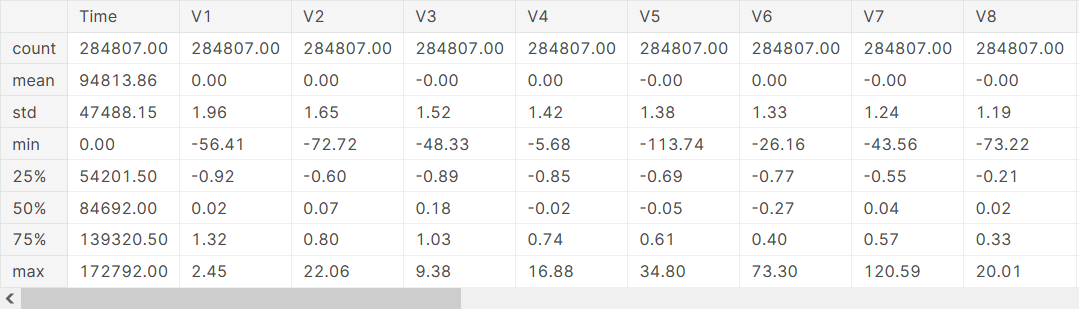 Time V1 V2 V3 V4 V5 V6 V7 V8
count 284807.00 284807.00 284807.00 284807.00 284807.00 284807.00 284807.00 284807.00 284807.00
mean 94813.86 0.00 0.00 -0.00 0.00 -0.00 0.00 -0.00 -0.00
std 47488.15 1.96 1.65 1.52 1.42 1.38 1.33 1.24 1.19
min 0.00 -56.41 -72.72 -48.33 -5.68 -113.74 -26.16 -43.56 -73.22
25% 54201.50 -0.92 -0.60 -0.89 -0.85 -0.69 -0.77 -0.55 -0.21
50% 84692.00 0.02 0.07 0.18 -0.02 -0.05 -0.27 0.04 0.02
75% 139320.50 1.32 0.80 1.03 0.74 0.61 0.40 0.57 0.33
max 172792.00 2.45 22.06 9.38 16.88 34.80 73.30 120.59 20.01